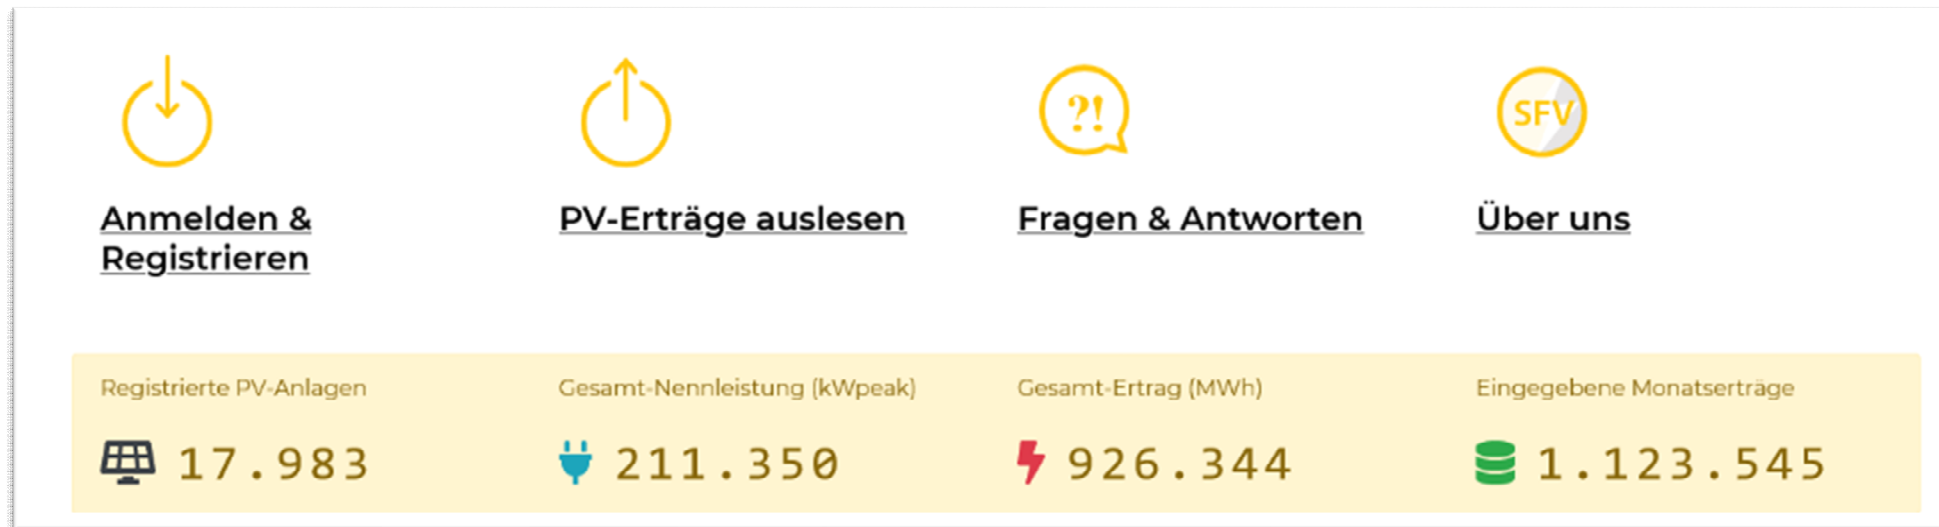 ?!
SFV
Anmelden &
Registrieren
PV-Erträge auslesen
Fragen & Antworten
Über uns
Registrierte PV-Anlagen
17.983
Gesamt-Nennleistung (kWpeak)
211.350
Gesamt-Ertrag (MWh)
926.344
Eingegebene Monatserträge
1.123.545